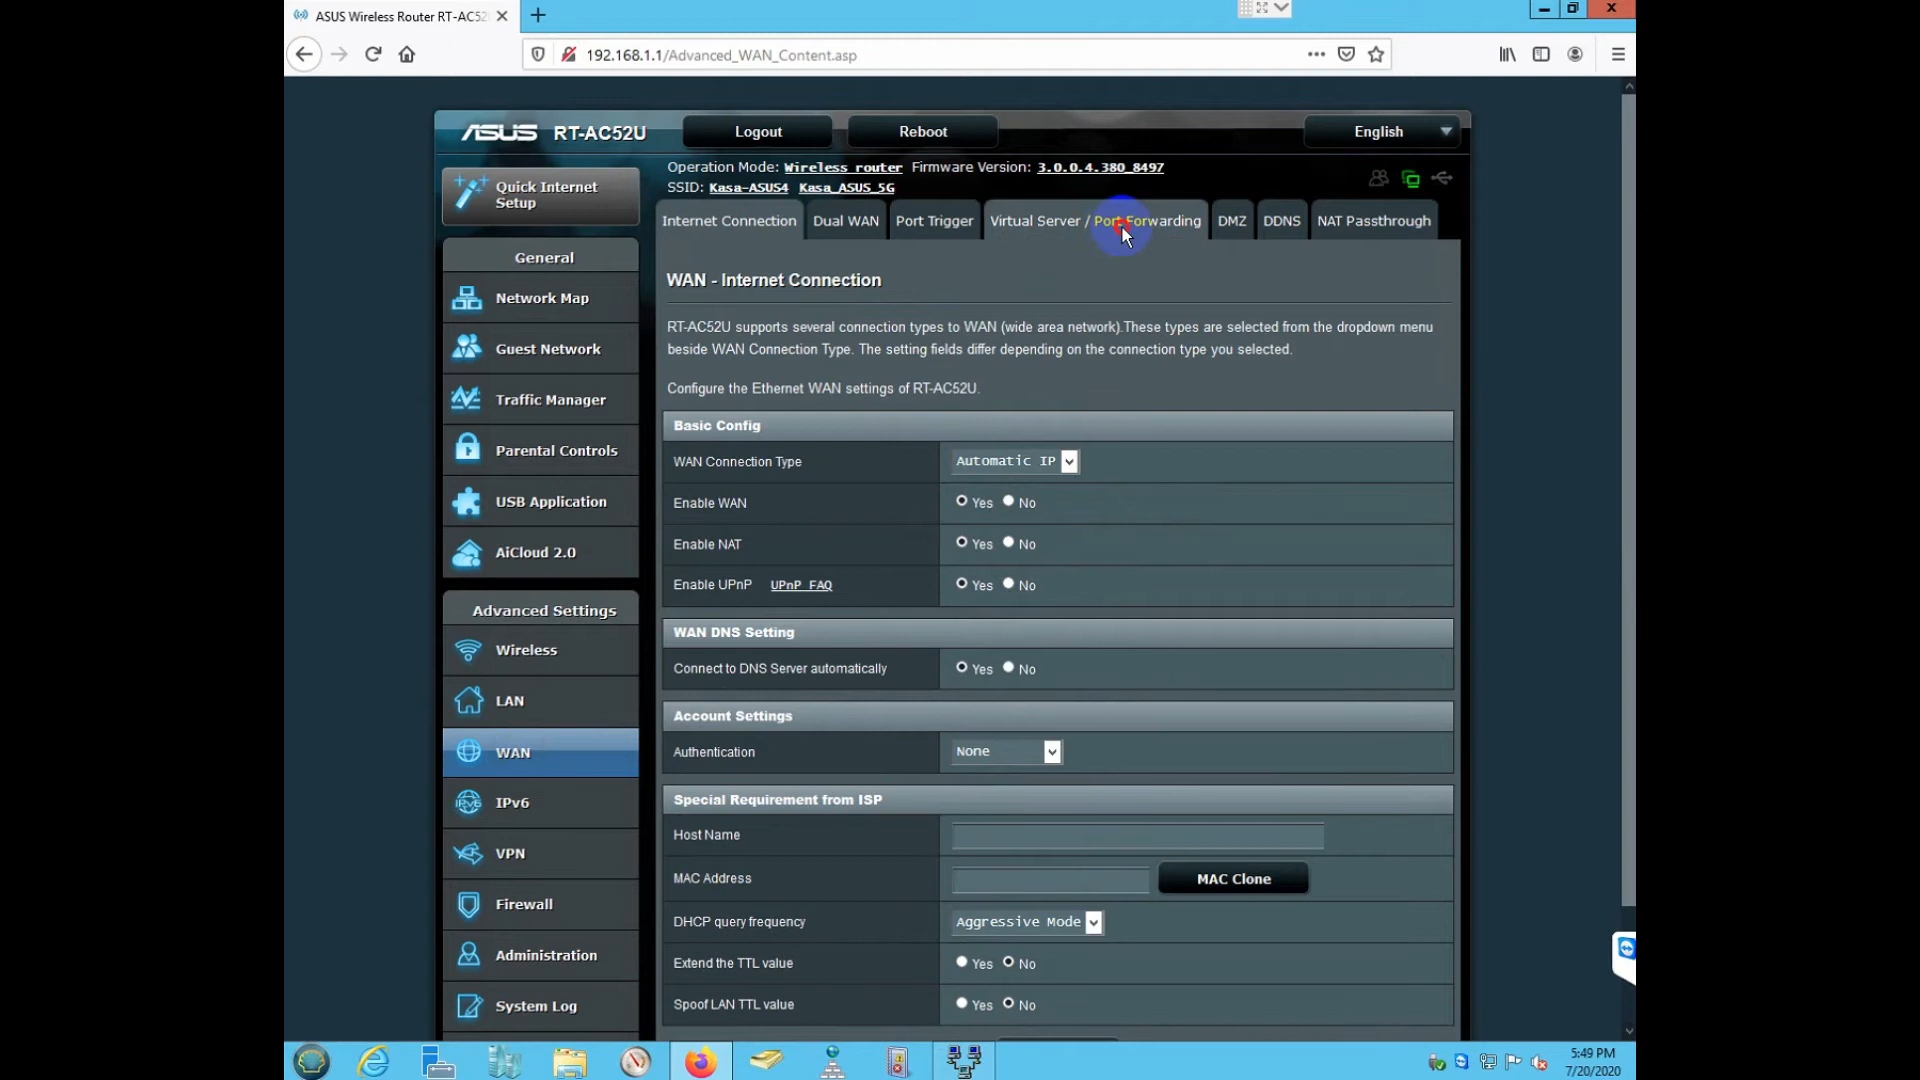 ASUS Wireless Router RT-AC52
192.168.1.1/Advanced_WAN_Content.asp
ASUS RT-AC52U
Logout
Reboot
English
Quick Internet
Setup
Operation Mode: Wireless router Firmware Version: 3.0.0.4.380_8497
SSID: Kasa-ASUS4 Kasa_ASUS_5G
Internet Connection
Dual WAN
Port Trigger
Virtual Server / Port Forwarding
DMZ
DDNS
NAT Passthrough
General
Network Map
Guest Network
Traffic Manager
Parental Controls
USB Application
AiCloud 2.0
Advanced Settings
Wireless
LAN
WAN
IPv6
VPN
Firewall
Administration
System Log
WAN - Internet Connection
RT-AC52U supports several connection types to WAN (wide area network).These types are selected from the dropdown menu
beside WAN Connection Type. The setting fields differ depending on the connection type you selected.
Configure the Ethernet WAN settings of RT-AC52U.
Basic Config
WAN Connection Type Automatic IP
Enable WAN Yes No
Enable NAT Yes No
Enable UPnP UPnP FAQ Yes No
WAN DNS Setting
Connect to DNS Server automatically Yes No
Account Settings
Authentication None
Special Requirement from ISP
Host Name
MAC Address MAC Clone
DHCP query frequency Aggressive Mode
Extend the TTL value Yes No
Spoof LAN TTL value Yes No
5:49 PM
7/20/2020